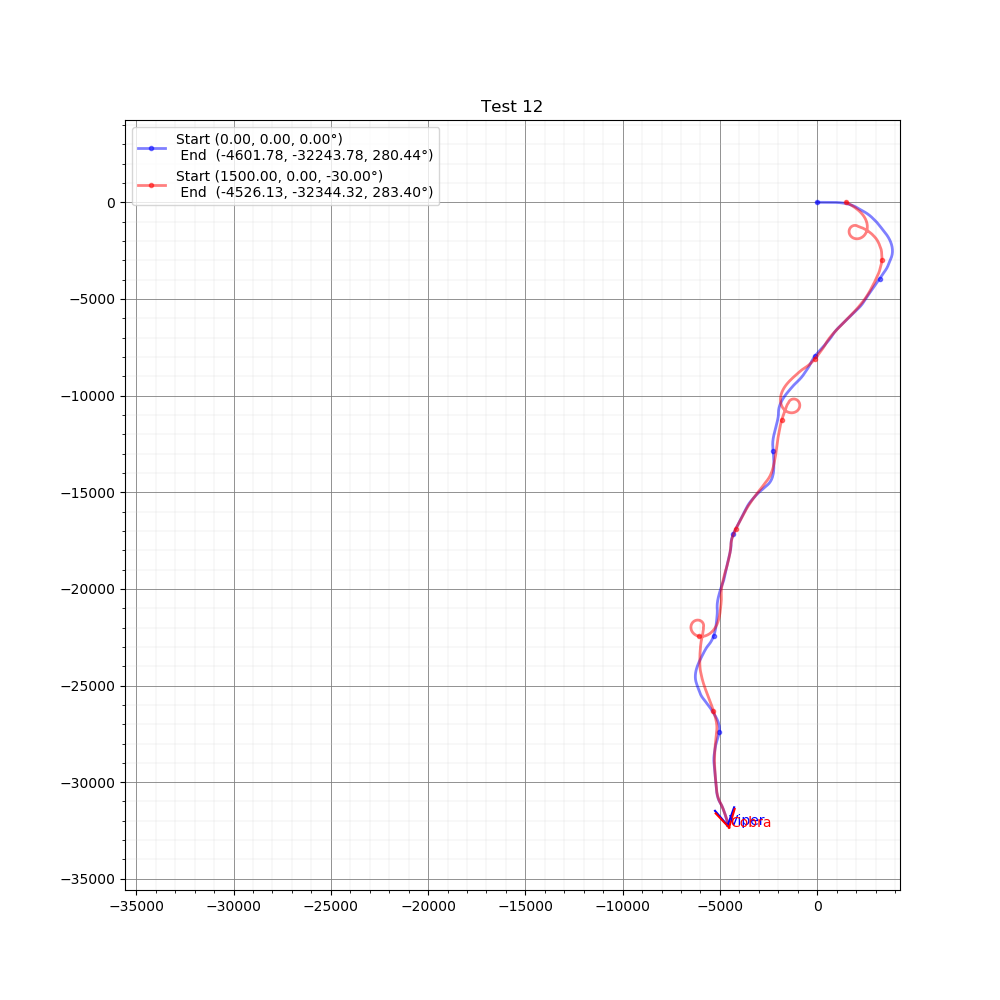 Test 12
Start (0.00, 0.00, 0.00°)
End (-4601.78, -32243.78, 280.44°)
Start (1500.00, 0.00, -30.00°)
End (-4526.13, -32344.32, 283.40°)
0
−5000
−10000
−15000
−20000
−25000
−30000
−35000
Viper
Cobra
−35000 −30000 −25000 −20000 −15000 −10000 −5000 0